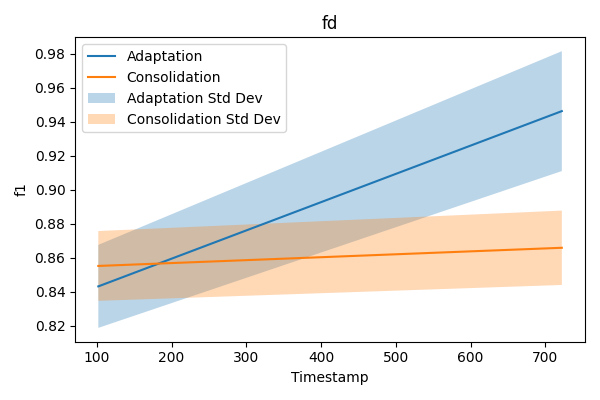 fd
Adaptation
Consolidation
Adaptation Std Dev
Consolidation Std Dev
0.98
0.96
0.94
0.92
0.90
0.88
0.86
0.84
0.82
f1
100 200 300 400 500 600 700
Timestamp